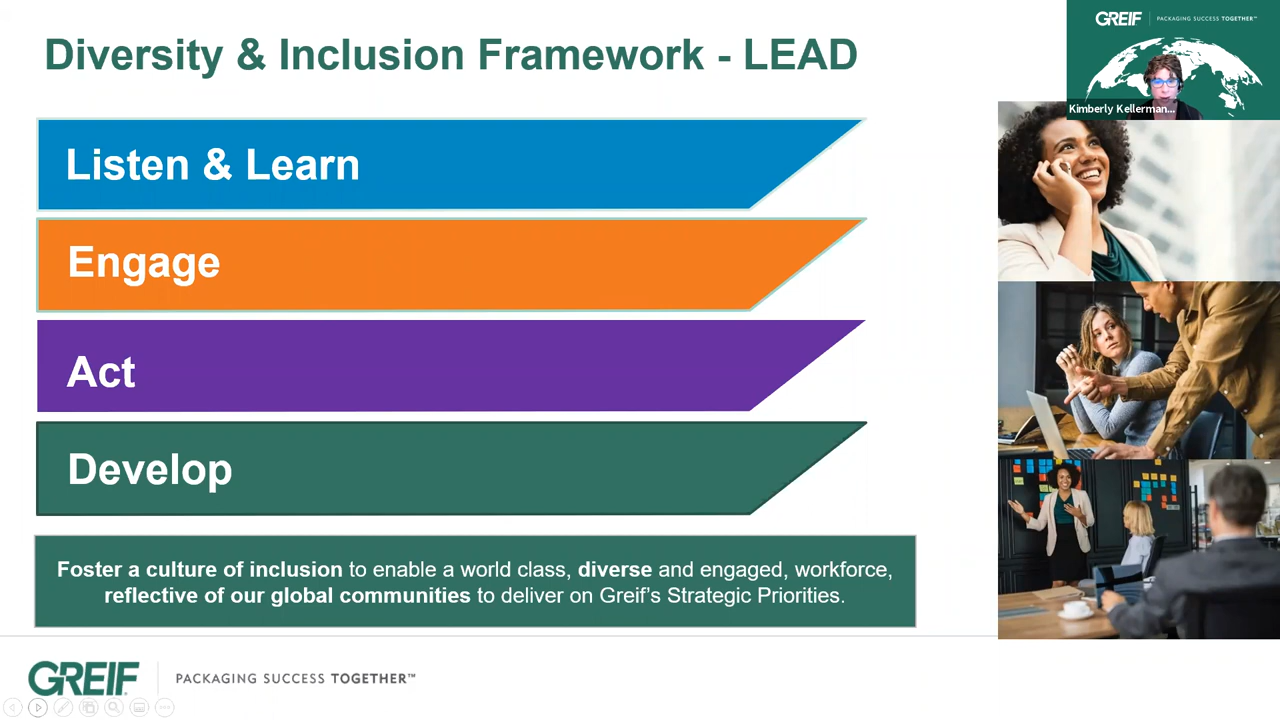 Diversity & Inclusion Framework - LEAD
GREIF
PACKAGING SUCCESS TOGETHER™
Kimberly Kellerman...
Listen & Learn
Engage
Act
Develop
Foster a culture of inclusion to enable a world class, diverse and engaged, workforce,
reflective of our global communities to deliver on Greif's Strategic Priorities.
GREIF
PACKAGING SUCCESS TOGETHER™